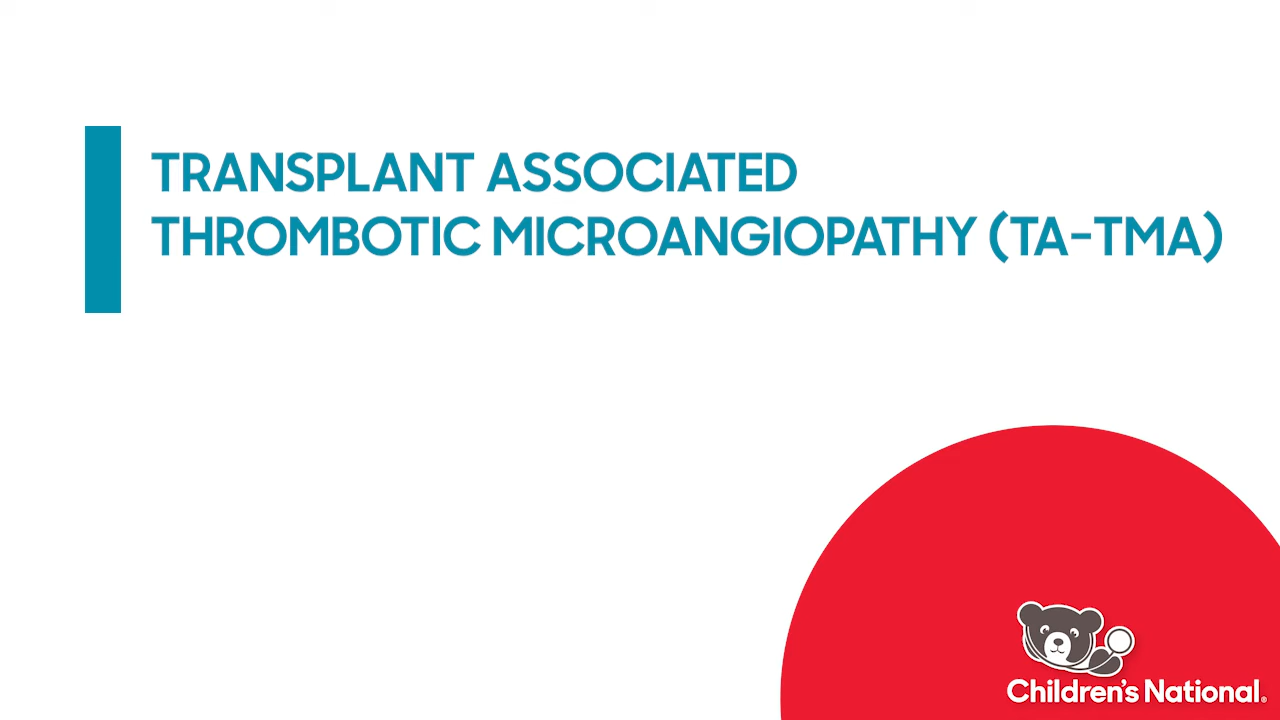 TRANSPLANT ASSOCIATED
THROMBOTIC MICROANGIOPATHY (TA-TMA)
Children's National®